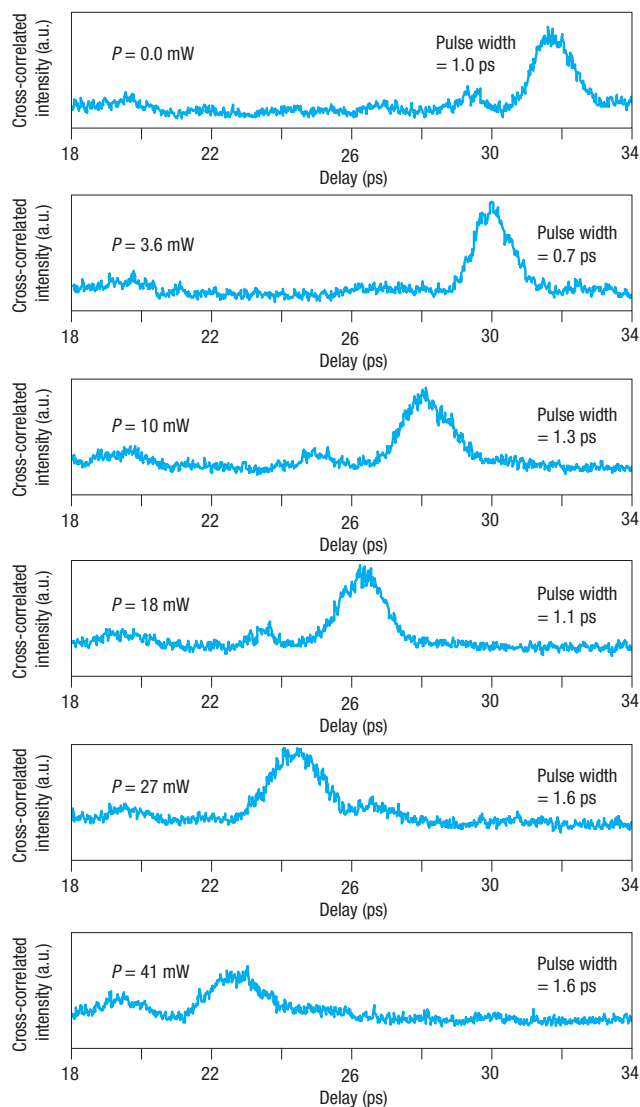 Cross-correlated
intensity (a.u.)
P = 0.0 mW
Pulse width
= 1.0 ps
18 22 26 30 34
Delay (ps)
Cross-correlated
intensity (a.u.)
P = 3.6 mW
Pulse width
= 0.7 ps
18 22 26 30 34
Delay (ps)
Cross-correlated
intensity (a.u.)
P = 10 mW
Pulse width
= 1.3 ps
18 22 26 30 34
Delay (ps)
Cross-correlated
intensity (a.u.)
P = 18 mW
Pulse width
= 1.1 ps
18 22 26 30 34
Delay (ps)
Cross-correlated
intensity (a.u.)
P = 27 mW
Pulse width
= 1.6 ps
18 22 26 30 34
Delay (ps)
Cross-correlated
intensity (a.u.)
P = 41 mW
Pulse width
= 1.6 ps
18 22 26 30 34
Delay (ps)